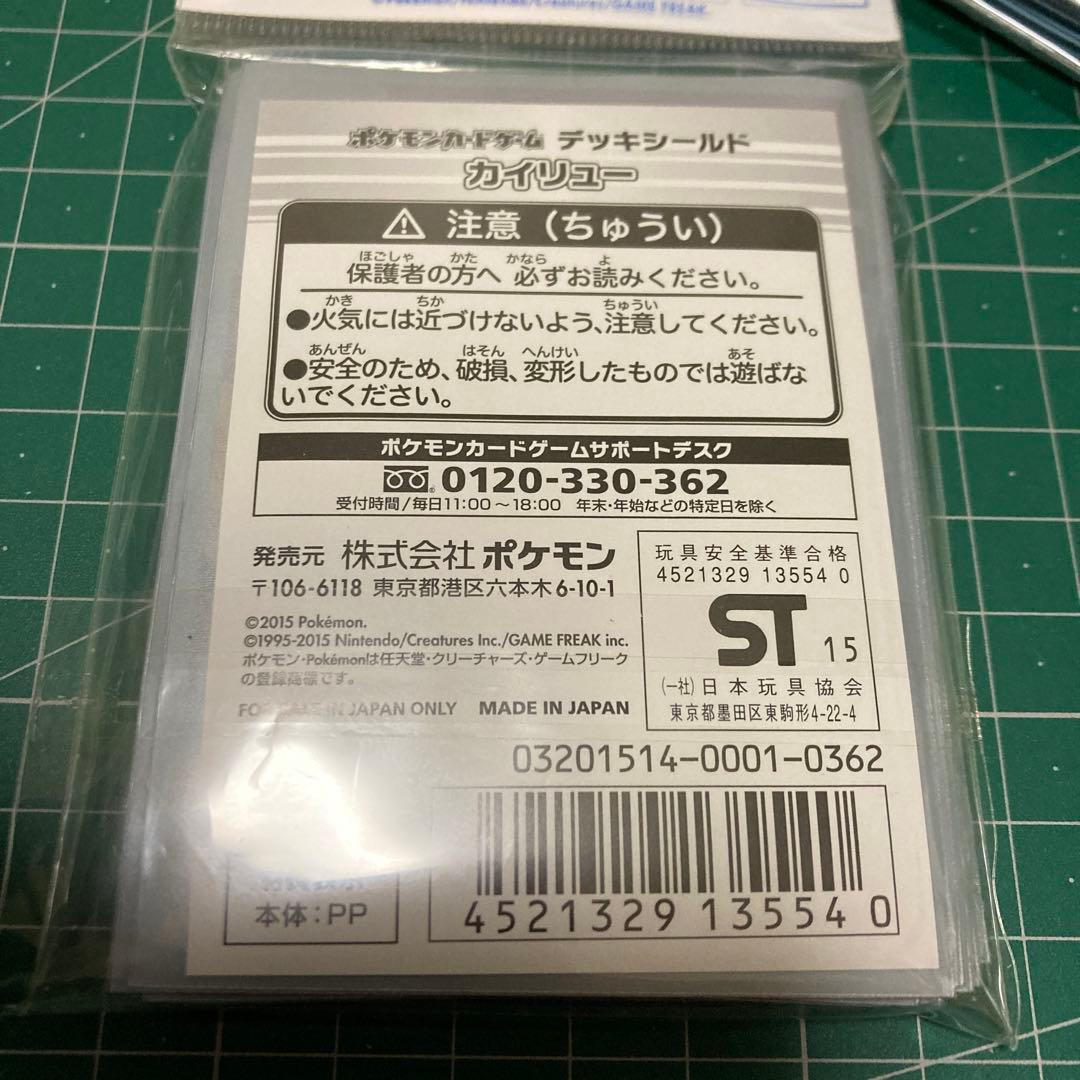 /Creatures/GAME FREAK.
ポケモンカードゲーム デッキシールド
カイリュー
注意（ちゅうい）
ほごしゃ かた かなら よ
保護者の方へ 必ずお読みください。
かき ちか ちゅうい
●火気には近づけないよう、注意してください。
あんぜん はそん へんけい あそ
●安全のため、破損、変形したものでは遊ばな
いでください。
ポケモンカードゲームサポートデスク
0120-330-362
受付時間/毎日11:00～18:00 年末・年始などの特定日を除く
発売元 株式会社 ポケモン
〒106-6118 東京都港区六本木6-10-1
©2015 Pokémon.
©1995-2015 Nintendo/Creatures Inc./GAME FREAK inc.
ポケモン・Pokémonは任天堂・クリーチャーズ・ゲームフリーク
の登録商標です。
FOR SALE IN JAPAN ONLY MADE IN JAPAN
玩具安全基準合格
4521329 13554 0
ST 15
(一社)日本玩具協会
東京都墨田区東駒形4-22-4
03201514-0001-0362
本体:PP
4521329 13554 0